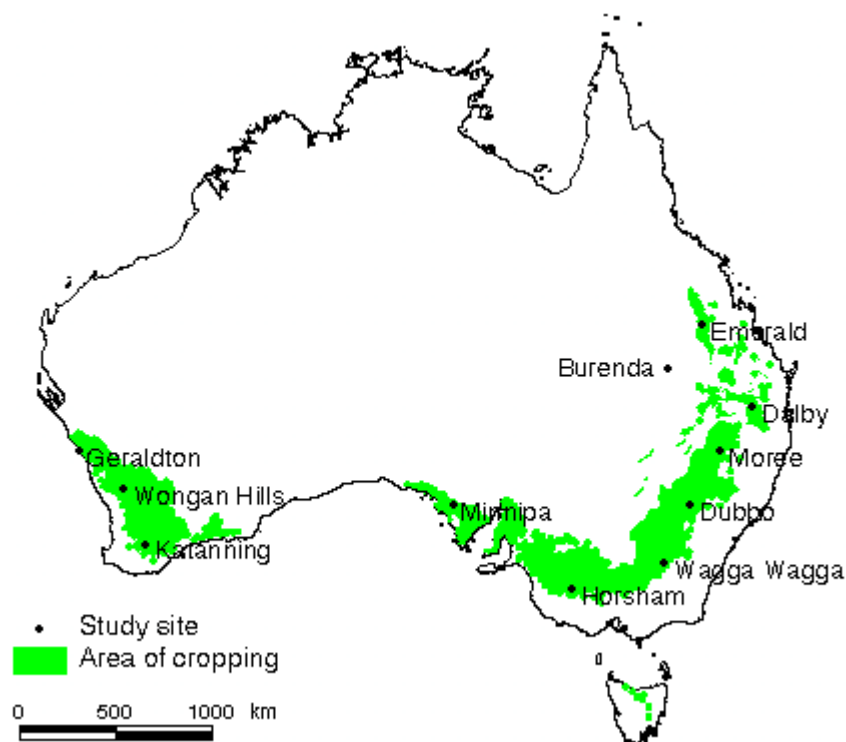 Emerald
Burenda
Dalby
Geraldton
Moree
Wongan Hills
Minnipa
Dubbo
Katanning
Wagga Wagga
Horsham
Study site
Area of cropping
0 500 1000 km